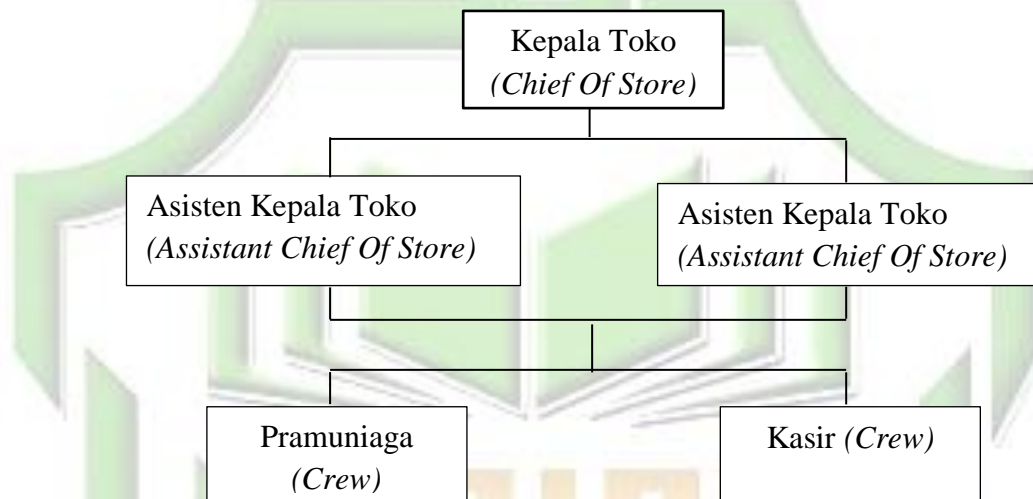 Kepala Toko
(Chief Of Store)
Asisten Kepala Toko
(Assistant Chief Of Store)
Asisten Kepala Toko
(Assistant Chief Of Store)
Pramuniaga
(Crew)
Kasir (Crew)